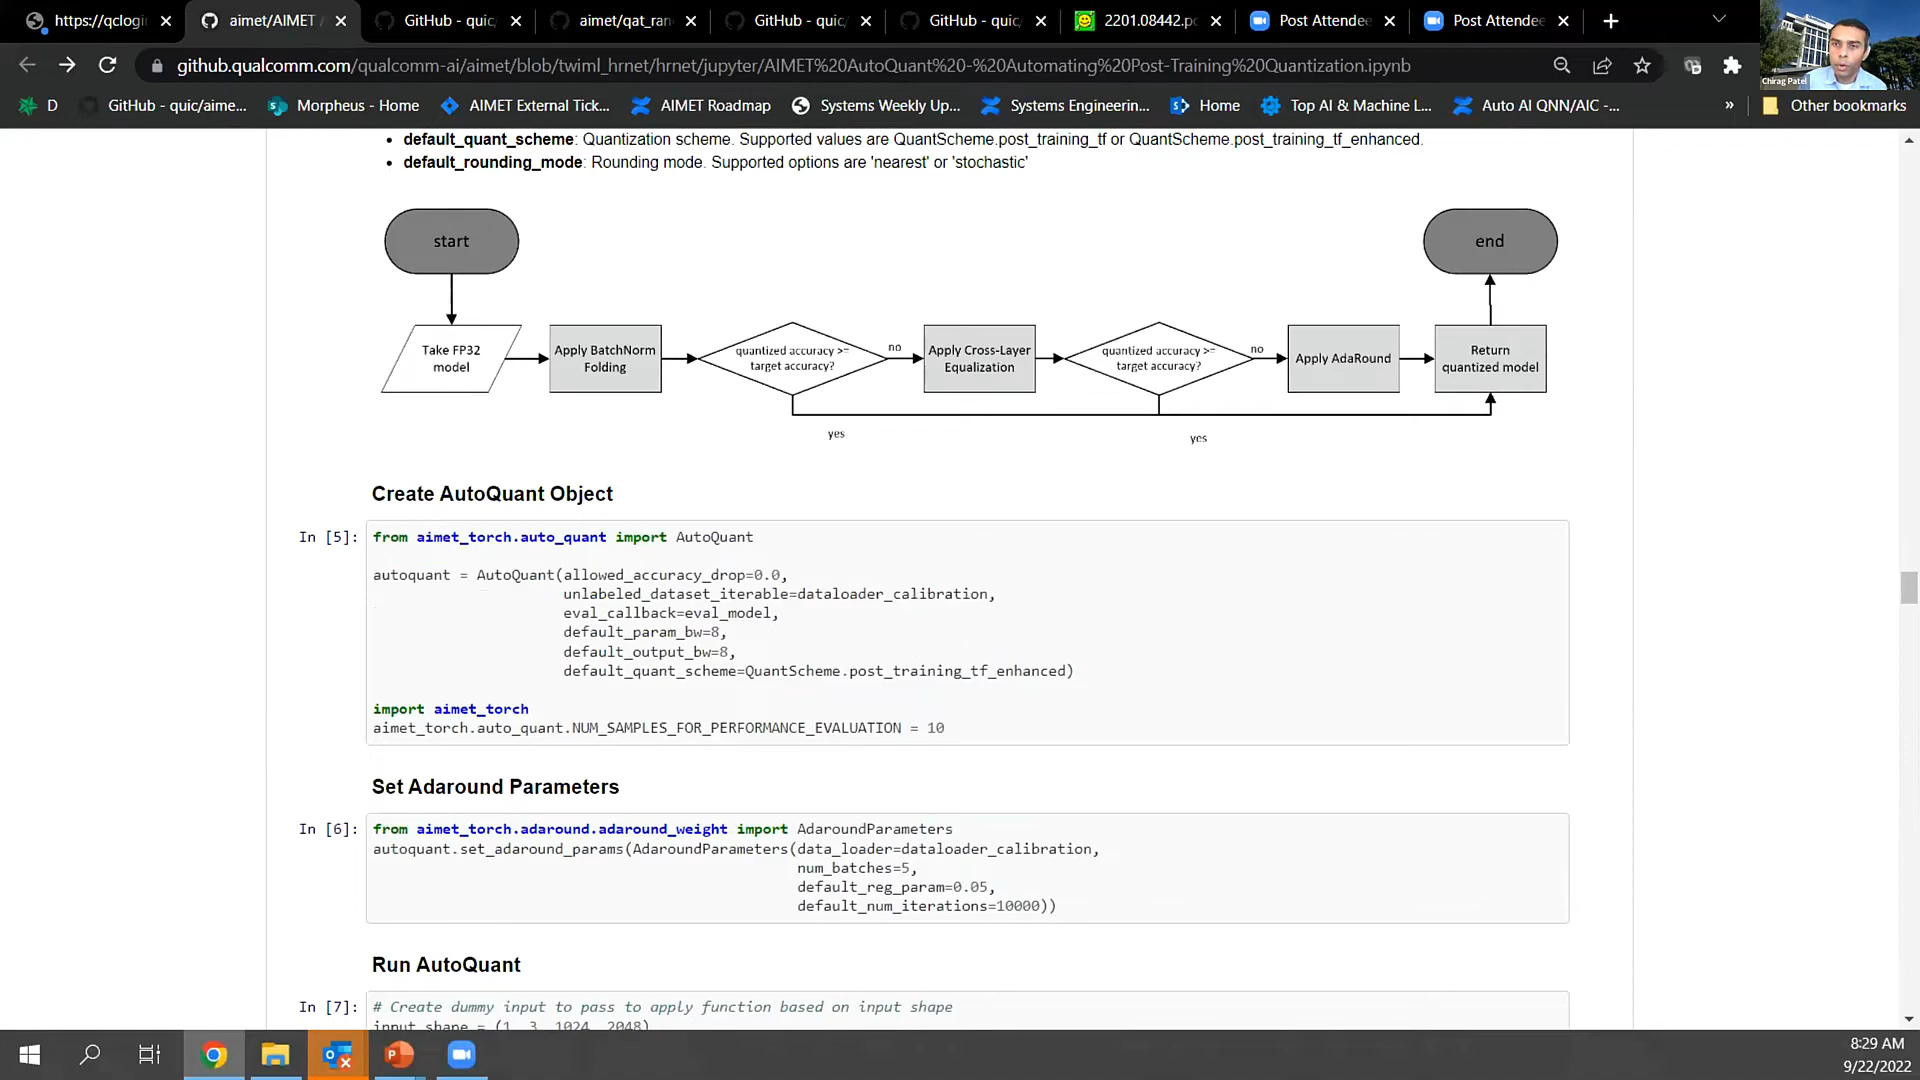 https://qclogi
aimet/AIMET
GitHub - quic/
aimet/qat_ran
GitHub - quic/
GitHub - quic/
2201.08442.p
Post Attende
Post Attende
github.qualcomm.com/qualcomm-ai/aimet/blob/twiml_hrnet/hrnet/jupyter/AIMET%20AutoQuant%20-%20Automating%20Post-Training%20Quantization.ipynb
Chirag Patel
D
GitHub - quic/aime...
Morpheus - Home
AIMET External Tick...
AIMET Roadmap
Systems Weekly Up...
Systems Engineerin...
Home
Top AI & Machine L...
Auto AI QNN/AIC -...
»
Other bookmarks
• default_quant_scheme: Quantization scheme. Supported values are QuantScheme.post_training_tf or QuantScheme.post_training_tf_enhanced.
• default_rounding_mode: Rounding mode. Supported options are 'nearest' or 'stochastic'
start
end
Take FP32
model
Apply BatchNorm
Folding
quantized accuracy >=
target accuracy?
no
Apply Cross-Layer
Equalization
quantized accuracy >=
target accuracy?
no
Apply AdaRound
Return
quantized model
yes
yes
Create AutoQuant Object
In [5]:
from aimet_torch.auto_quant import AutoQuant
autoquant = AutoQuant(allowed_accuracy_drop=0.0,
unlabeled_dataset_iterable=dataloader_calibration,
eval_callback=eval_model,
default_param_bw=8,
default_output_bw=8,
default_quant_scheme=QuantScheme.post_training_tf_enhanced)
import aimet_torch
aimet_torch.auto_quant.NUM_SAMPLES_FOR_PERFORMANCE_EVALUATION = 10
Set Adaround Parameters
In [6]:
from aimet_torch.adaround.adaround_weight import AdaroundParameters
autoquant.set_adaround_params(AdaroundParameters(data_loader=dataloader_calibration,
num_batches=5,
default_reg_param=0.05,
default_num_iterations=10000))
Run AutoQuant
In [7]:
# Create dummy input to pass to apply function based on input shape
input_shape = (1, 3, 1024, 2048)
8:29 AM
9/22/2022